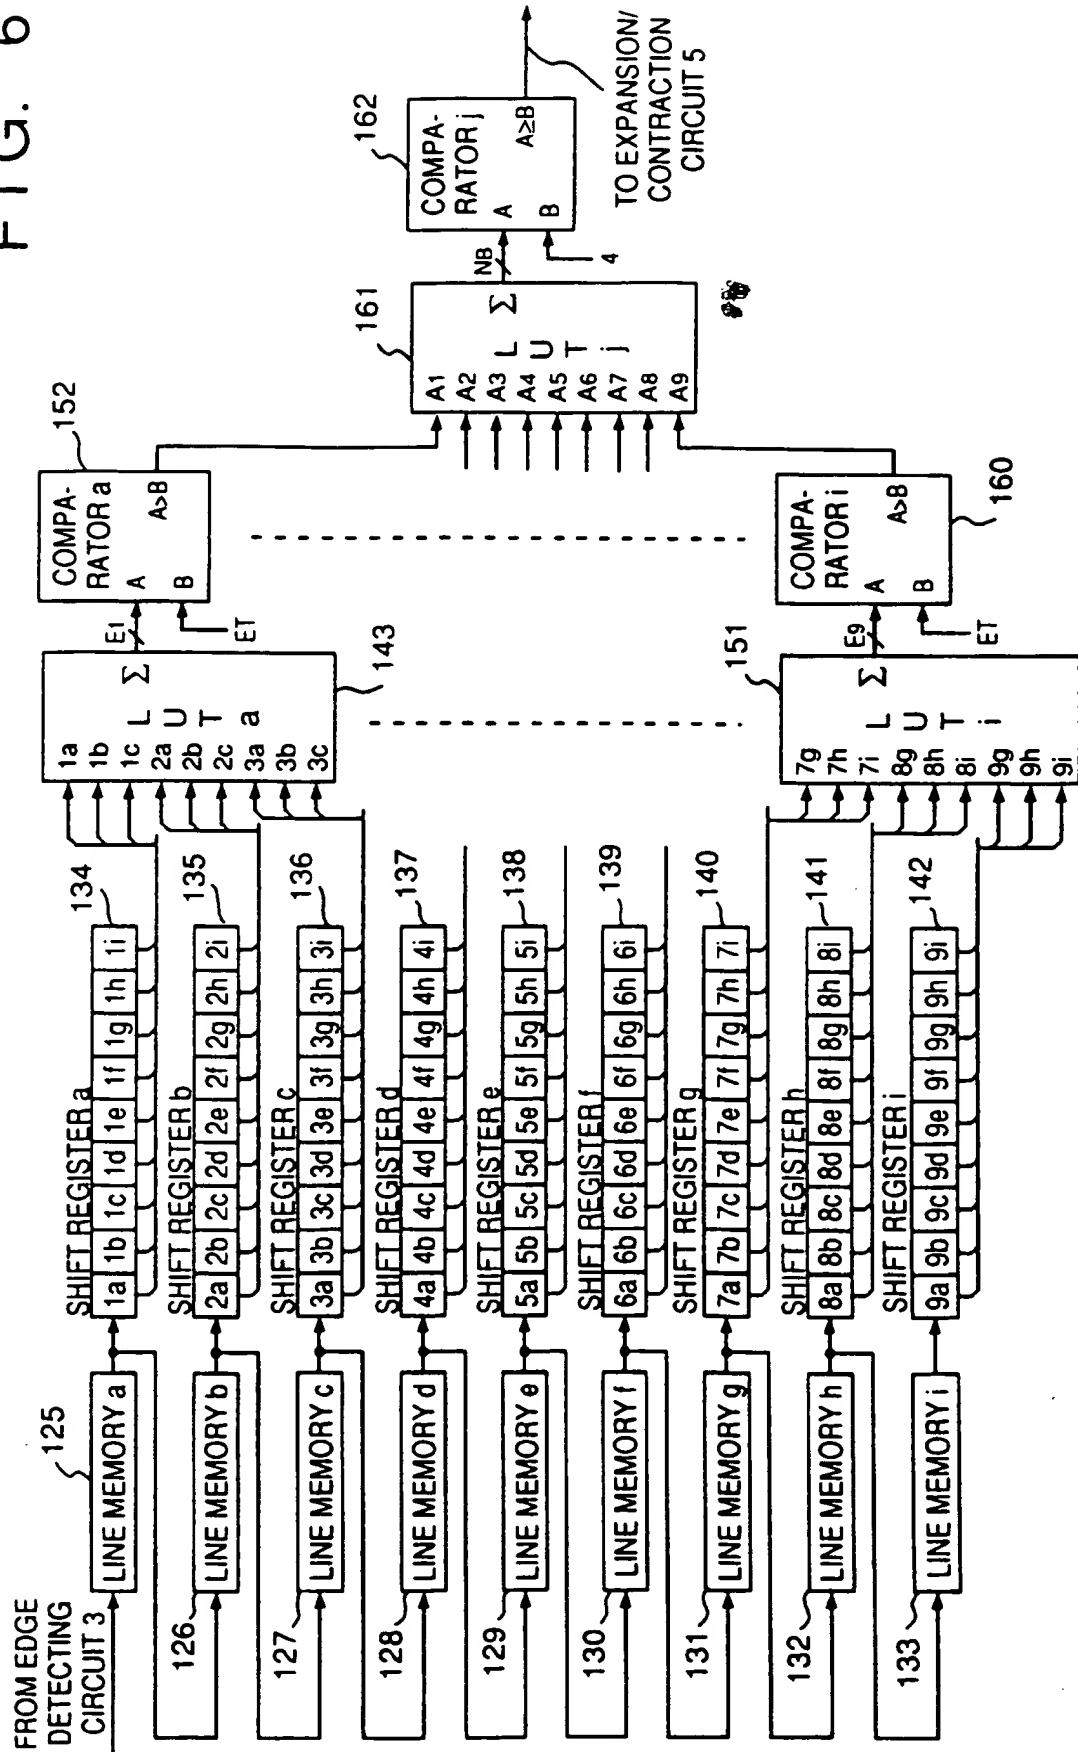 FIG. 6
FROM EDGE
DETECTING
CIRCUIT 3
125
LINE MEMORY a
SHIFT REGISTER a
134
1a 1b 1c 1d 1e 1f 1g 1h 1i
126
LINE MEMORY b
SHIFT REGISTER b
135
2a 2b 2c 2d 2e 2f 2g 2h 2i
127
LINE MEMORY c
SHIFT REGISTER c
136
3a 3b 3c 3d 3e 3f 3g 3h 3i
128
LINE MEMORY d
SHIFT REGISTER d
137
4a 4b 4c 4d 4e 4f 4g 4h 4i
129
LINE MEMORY e
SHIFT REGISTER e
138
5a 5b 5c 5d 5e 5f 5g 5h 5i
130
LINE MEMORY f
SHIFT REGISTER f
139
6a 6b 6c 6d 6e 6f 6g 6h 6i
131
LINE MEMORY g
SHIFT REGISTER g
140
7a 7b 7c 7d 7e 7f 7g 7h 7i
132
LINE MEMORY h
SHIFT REGISTER h
141
8a 8b 8c 8d 8e 8f 8g 8h 8i
133
LINE MEMORY i
SHIFT REGISTER i
142
9a 9b 9c 9d 9e 9f 9g 9h 9i
1a
1b
1c
2a
2b
2c
3a
3b
3c
L
U
T
a
Σ
143
E1
ET
COMPA-
RATOR a
A
B
A>B
152
7g
7h
7i
8g
8h
8i
9g
9h
9i
L
U
T
i
Σ
151
E9
ET
COMPA-
RATOR i
A
B
A>B
160
A1
A2
A3
A4
A5
A6
A7
A8
A9
L
U
T
j
Σ
161
NB
4
COMPA-
RATOR j
A
B
A≥B
162
TO EXPANSION/
CONTRACTION
CIRCUIT 5